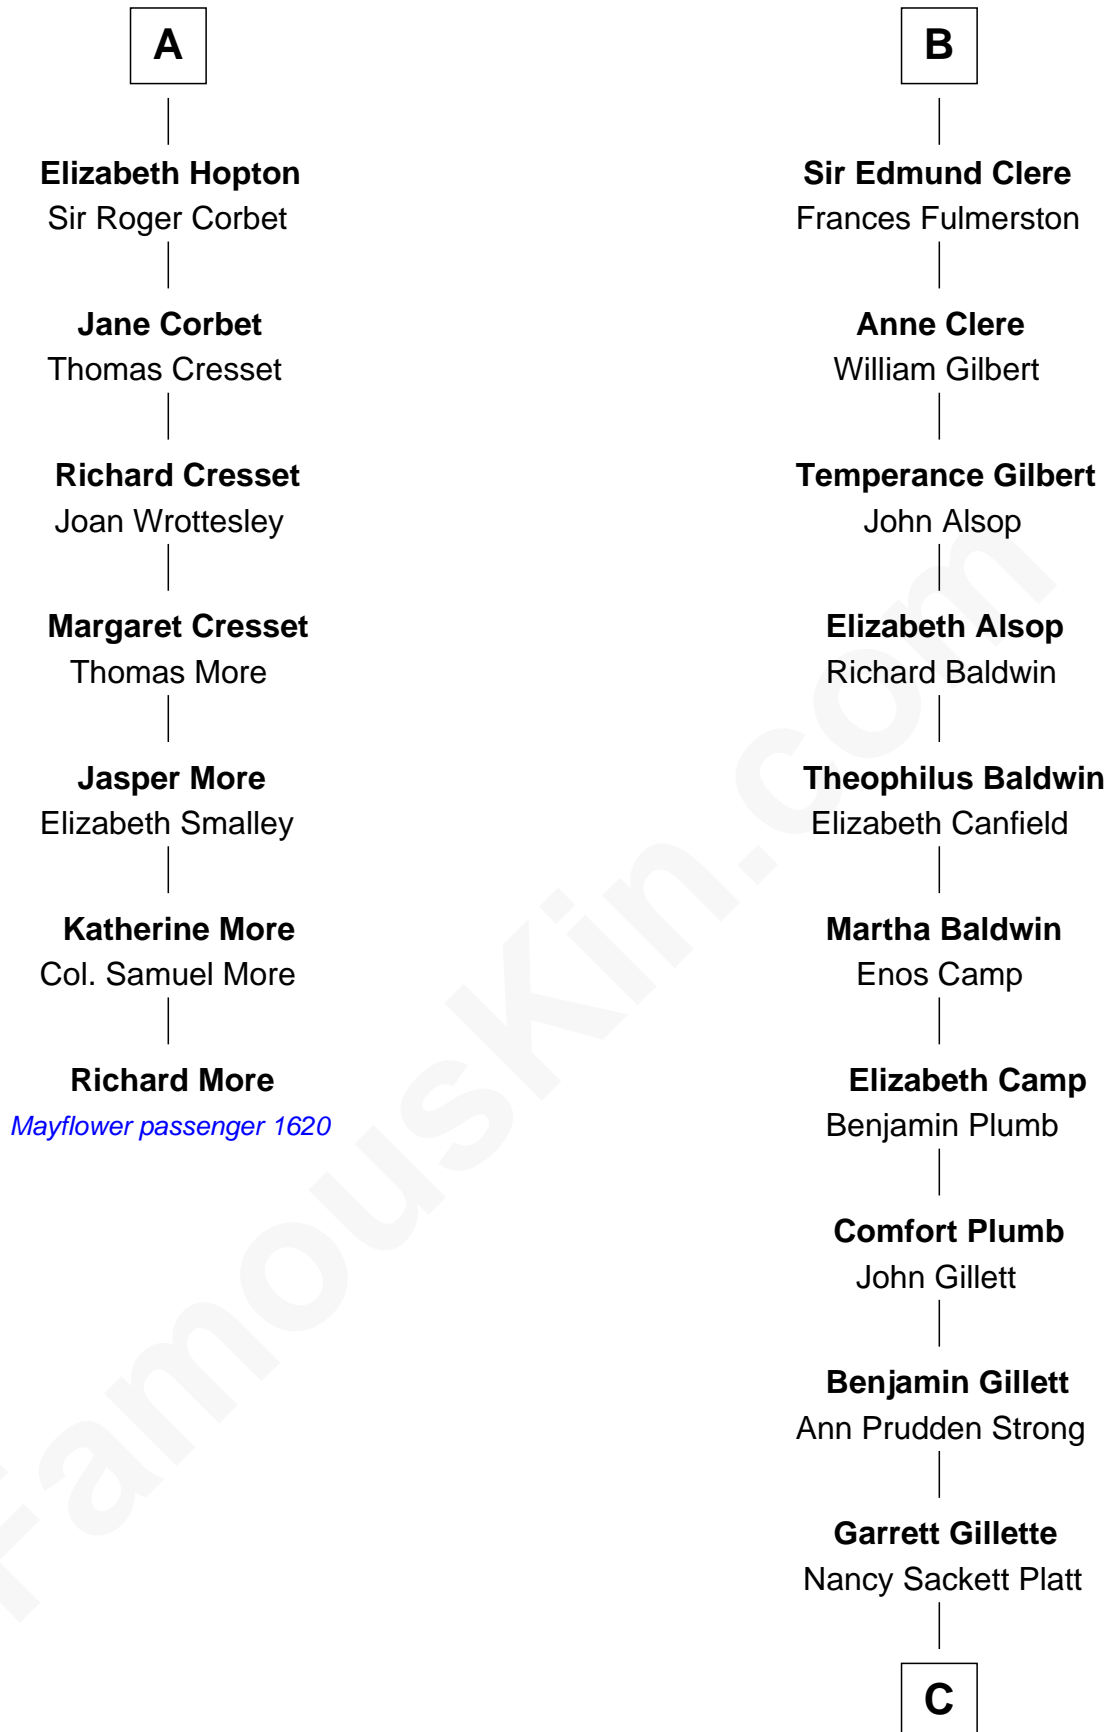 A
Elizabeth Hopton
Sir Roger Corbet
Jane Corbet
Thomas Cresset
Richard Cresset
Joan Wrottesley
Margaret Cresset
Thomas More
Jasper More
Elizabeth Smalley
Katherine More
Col. Samuel More
Richard More
Mayflower passenger 1620
B
Sir Edmund Clere
Frances Fulmerston
Anne Clere
William Gilbert
Temperance Gilbert
John Alsop
Elizabeth Alsop
Richard Baldwin
Theophilus Baldwin
Elizabeth Canfield
Martha Baldwin
Enos Camp
Elizabeth Camp
Benjamin Plumb
Comfort Plumb
John Gillett
Benjamin Gillett
Ann Prudden Strong
Garrett Gillette
Nancy Sackett Platt
C
FamousKin.com